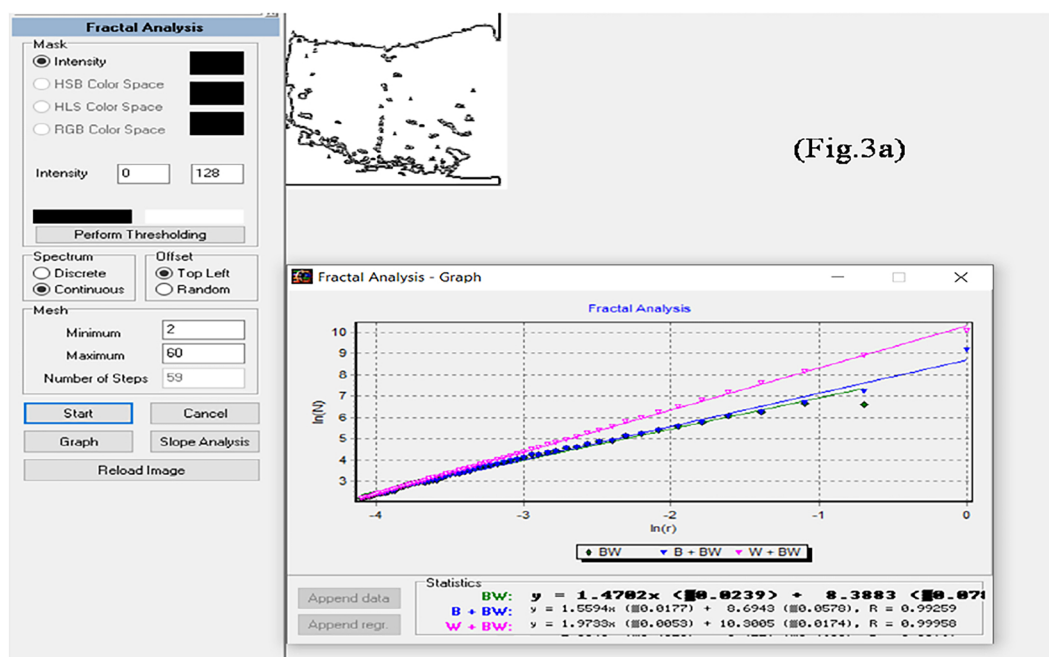 Fractal Analysis
Mask
Intensity
HSB Color Space
HLS Color Space
RGB Color Space
Intensity 0 128
Perform Thresholding
Spectrum
Discrete
Continuous
Offset
Top Left
Random
Mesh
Minimum 2
Maximum 60
Number of Steps 59
Start Cancel
Graph Slope Analysis
Reload Image
(Fig.3a)
Fractal Analysis - Graph
Fractal Analysis
ln(N)
10
9
8
7
6
5
4
3
-4 -3 -2 -1 0
ln(r)
BW B + BW W + BW
Append data
Append regr.
Statistics
BW: y = 1.4702x (▒0.0239) + 8.3883 (▒0.078
B + BW: y = 1.5594x (▒0.0177) + 8.6943 (▒0.0578), R = 0.99259
W + BW: y = 1.9733x (▒0.0053) + 10.3005 (▒0.0174), R = 0.99958